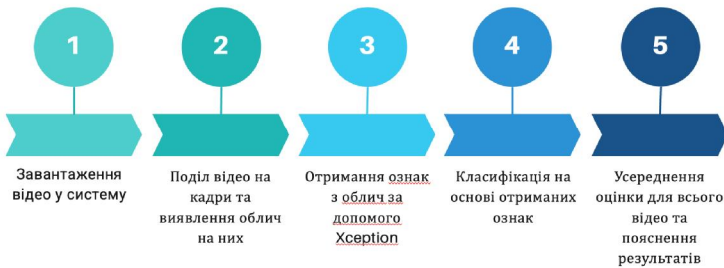 1
2
3
4
5
Завантаження
відео у систему
Поділ відео на
кадри та
виявлення облич
на них
Отримання ознак
з облич за
допомого
Xception
Класифікація на
основі отриманих
ознак
Усереднення
оцінки для всього
відео та
пояснення
результатів